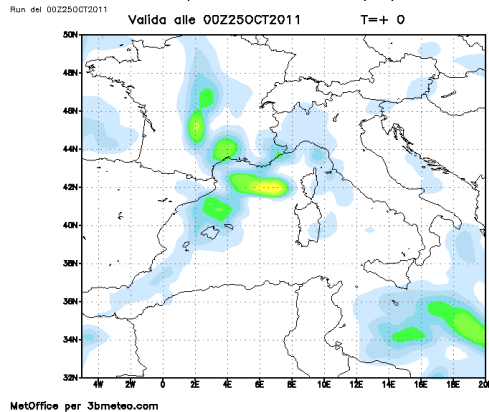 Run del 00Z25OCT2011
Valida alle 00Z25OCT2011 T=+ 0
50N
48N
46N
44N
42N
40N
38N
36N
34N
32N
4W 2W 0 2E 4E 6E 8E 10E 12E 14E 16E 18E 20E
MetOffice per 3bmeteo.com